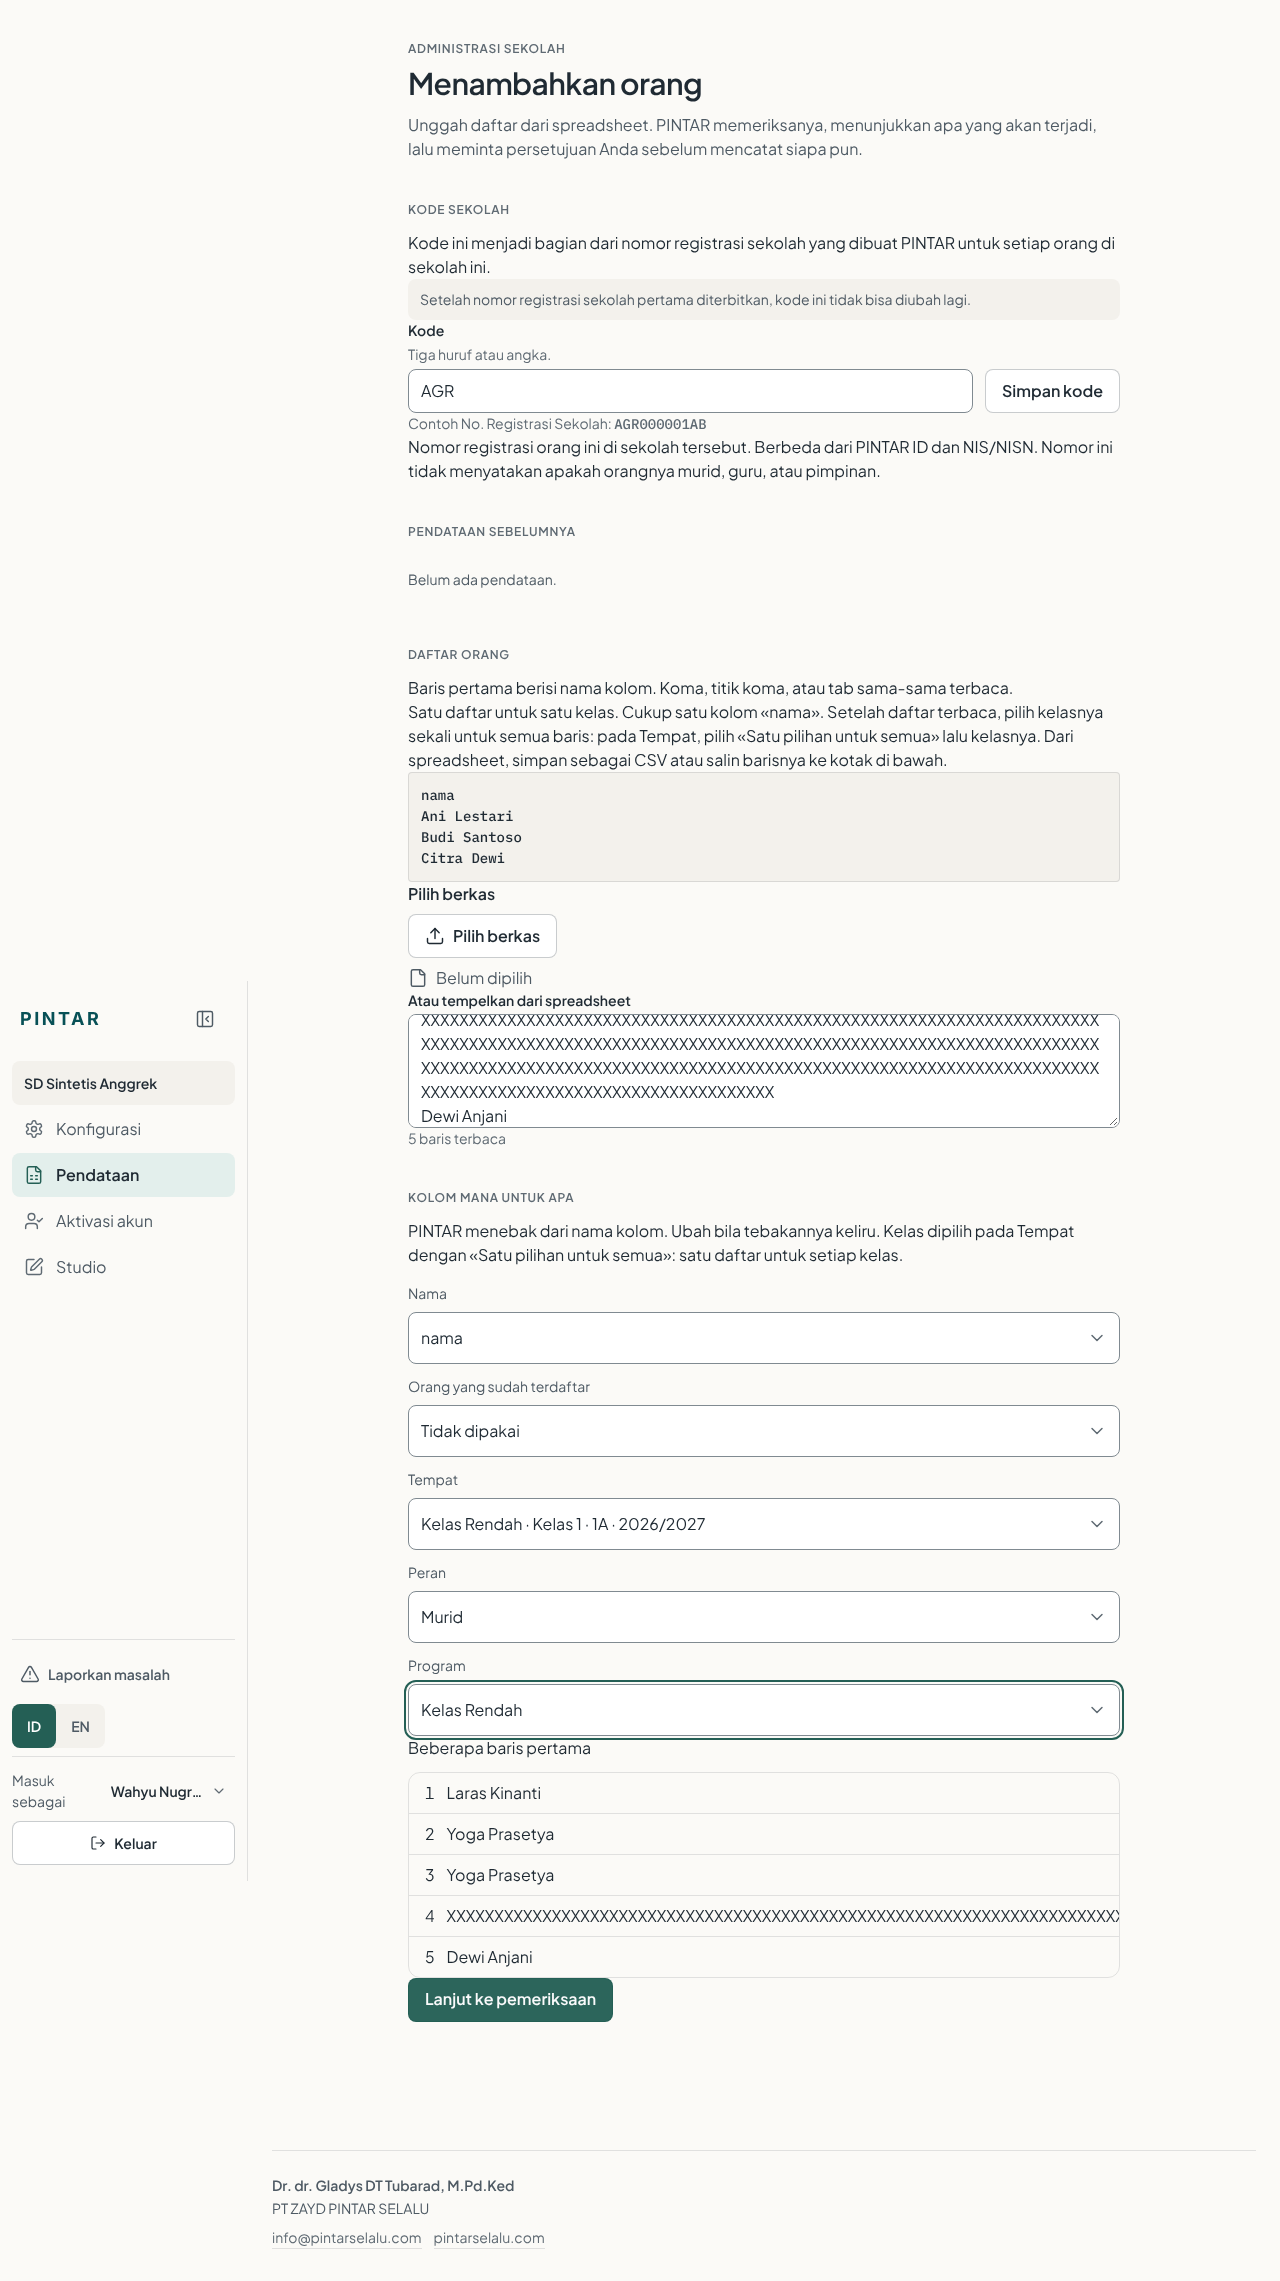 ADMINISTRASI SEKOLAH
Menambahkan orang
Unggah daftar dari spreadsheet. PINTAR memeriksanya, menunjukkan apa yang akan terjadi,
lalu meminta persetujuan Anda sebelum mencatat siapa pun.
KODE SEKOLAH
Kode ini menjadi bagian dari nomor registrasi sekolah yang dibuat PINTAR untuk setiap orang di
sekolah ini.
Setelah nomor registrasi sekolah pertama diterbitkan, kode ini tidak bisa diubah lagi.
Kode
Tiga huruf atau angka.
AGR
Simpan kode
Contoh No. Registrasi Sekolah: AGR000001AB
Nomor registrasi orang ini di sekolah tersebut. Berbeda dari PINTAR ID dan NIS/NISN. Nomor ini
tidak menyatakan apakah orangnya murid, guru, atau pimpinan.
PENDATAAN SEBELUMNYA
Belum ada pendataan.
DAFTAR ORANG
Baris pertama berisi nama kolom. Koma, titik koma, atau tab sama-sama terbaca.
Satu daftar untuk satu kelas. Cukup satu kolom «nama». Setelah daftar terbaca, pilih kelasnya
sekali untuk semua baris: pada Tempat, pilih «Satu pilihan untuk semua» lalu kelasnya. Dari
spreadsheet, simpan sebagai CSV atau salin barisnya ke kotak di bawah.
nama
Ani Lestari
Budi Santoso
Citra Dewi
Pilih berkas
Pilih berkas
Belum dipilih
Atau tempelkan dari spreadsheet
Dewi Anjani
5 baris terbaca
KOLOM MANA UNTUK APA
PINTAR menebak dari nama kolom. Ubah bila tebakannya keliru. Kelas dipilih pada Tempat
dengan «Satu pilihan untuk semua»: satu daftar untuk setiap kelas.
Nama
nama
Orang yang sudah terdaftar
Tidak dipakai
Tempat
Kelas Rendah · Kelas 1 · 1A · 2026/2027
Peran
Murid
Program
Kelas Rendah
Beberapa baris pertama
1 Laras Kinanti
2 Yoga Prasetya
3 Yoga Prasetya
4
5 Dewi Anjani
Lanjut ke pemeriksaan
PINTAR
SD Sintetis Anggrek
Konfigurasi
Pendataan
Aktivasi akun
Studio
Laporkan masalah
ID EN
Masuk
sebagai
Wahyu Nugr...
Keluar
Dr. dr. Gladys DT Tubarad, M.Pd.Ked
PT ZAYD PINTAR SELALU
info@pintarselalu.com pintarselalu.com